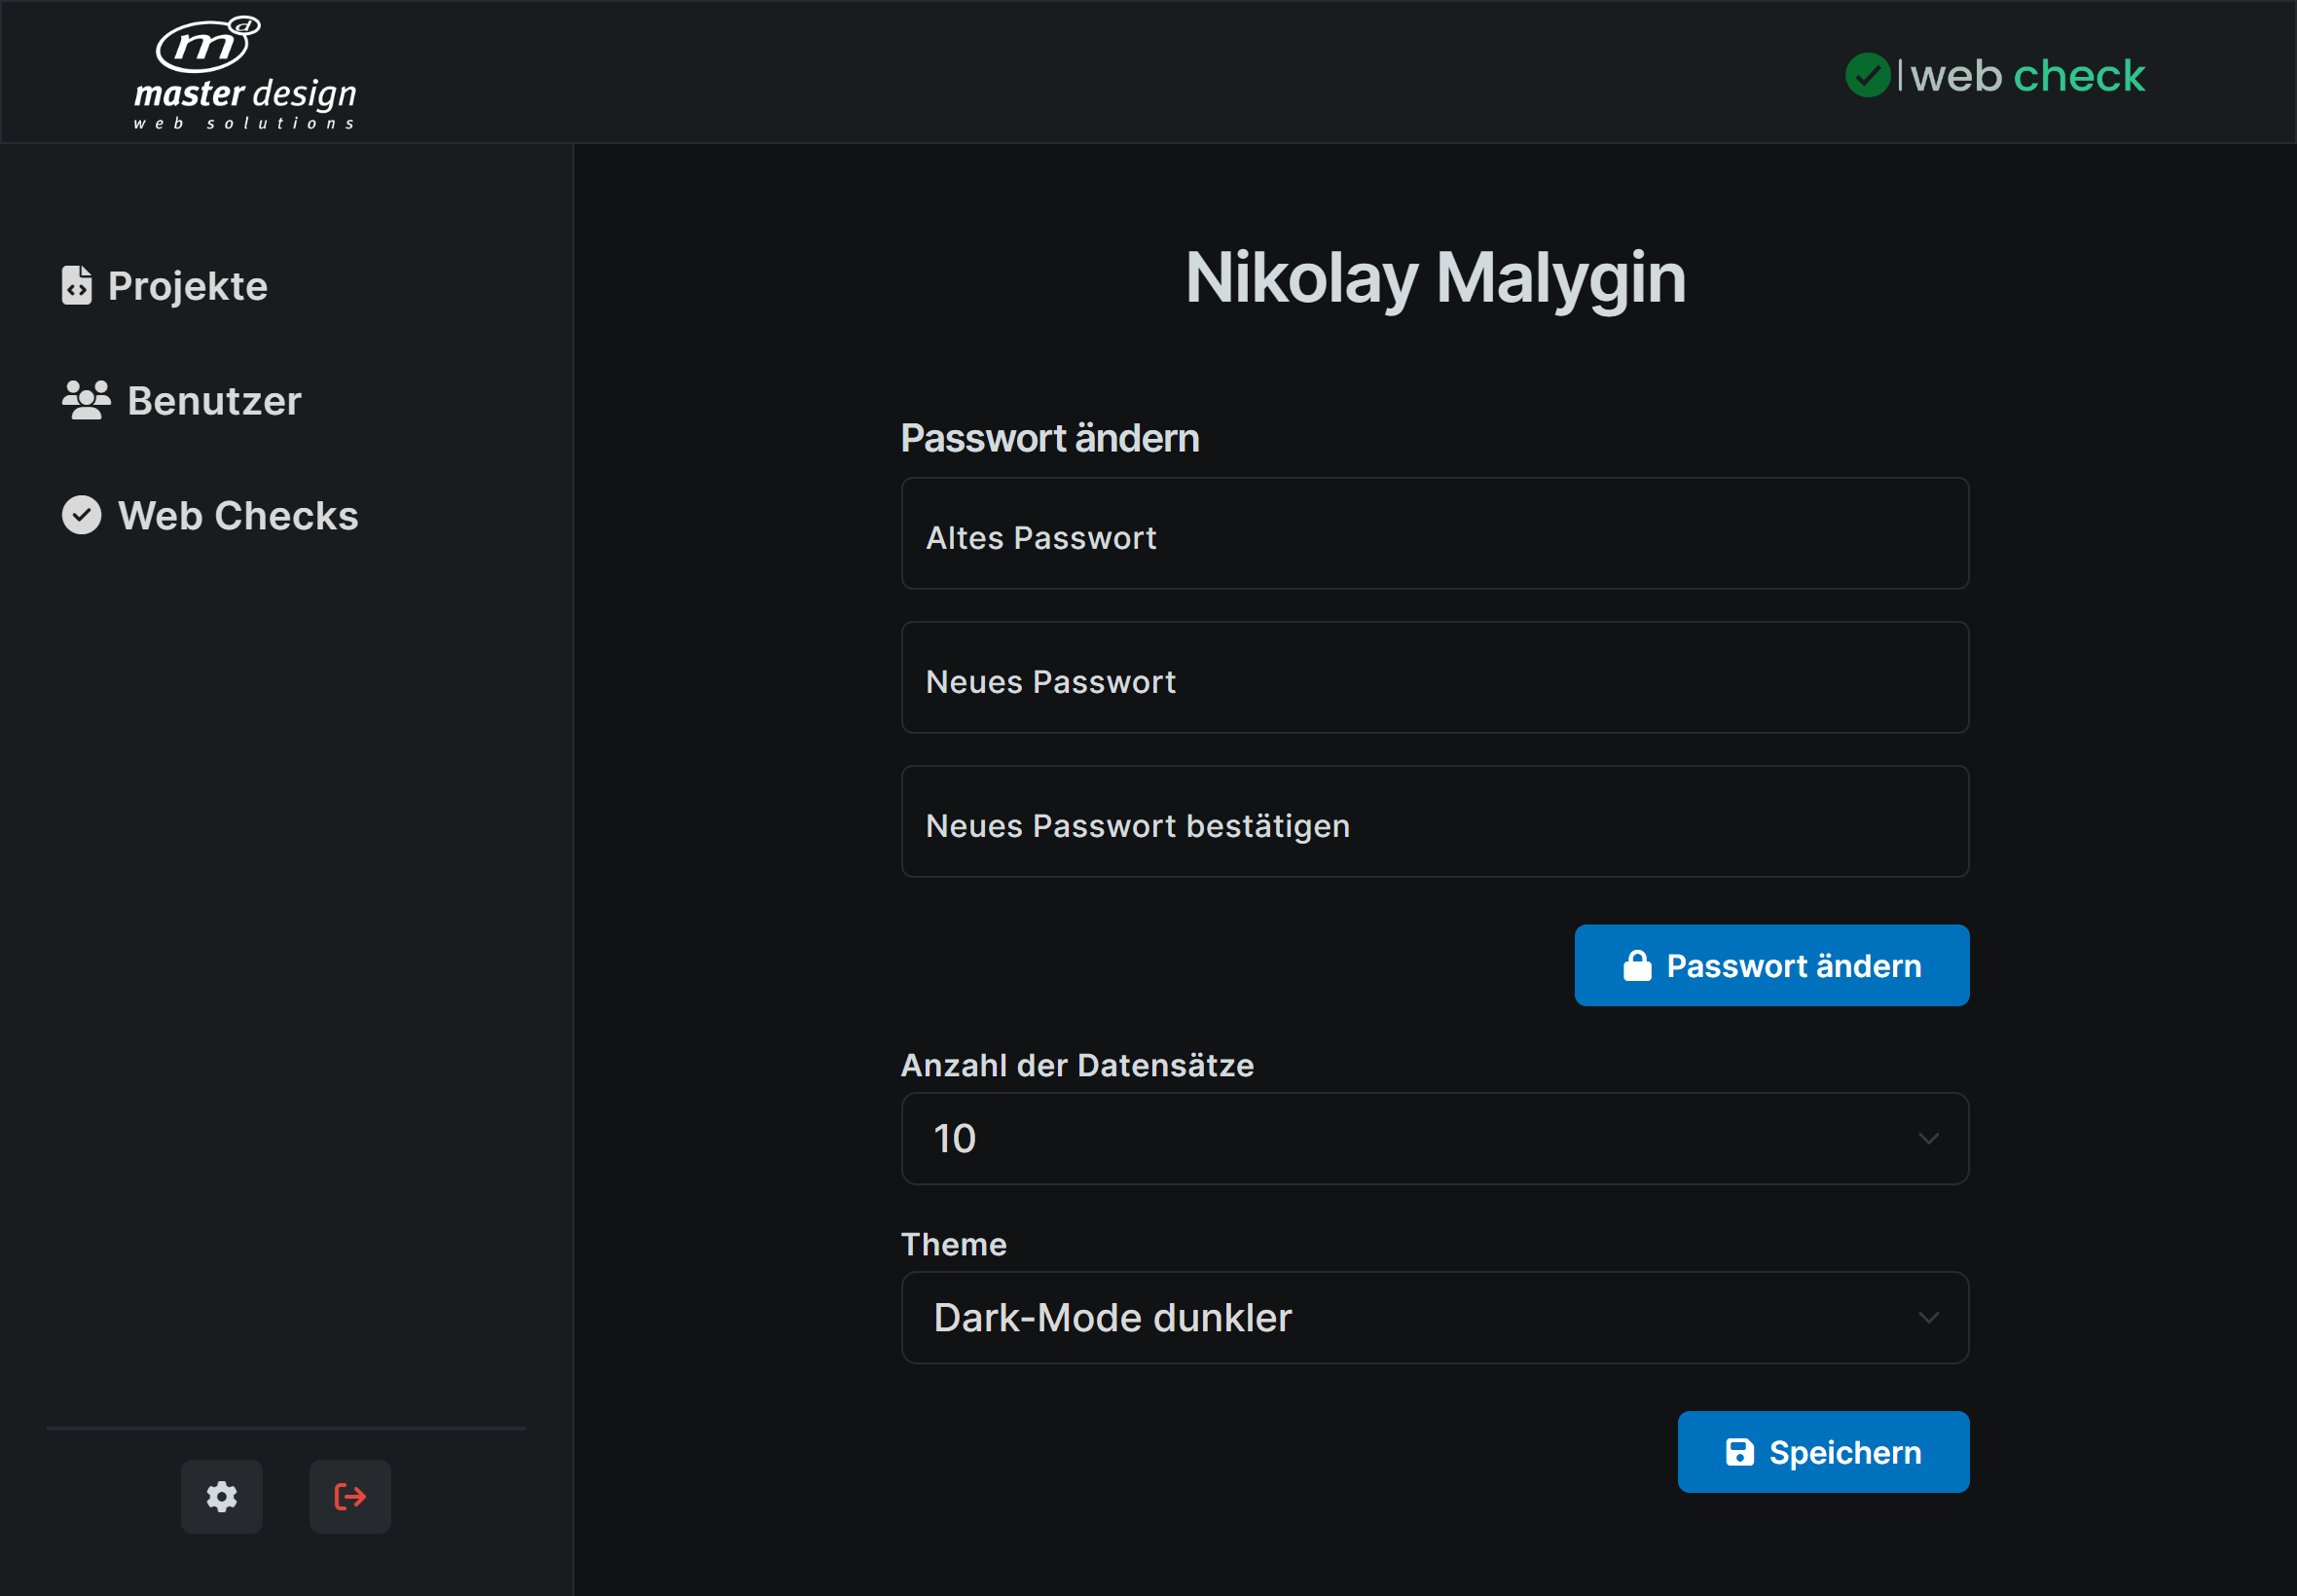 md
master design
web solutions
web check
Projekte
Benutzer
Web Checks
Nikolay Malygin
Passwort ändern
Altes Passwort
Neues Passwort
Neues Passwort bestätigen
Passwort ändern
Anzahl der Datensätze
10
Theme
Dark-Mode dunkler
Speichern